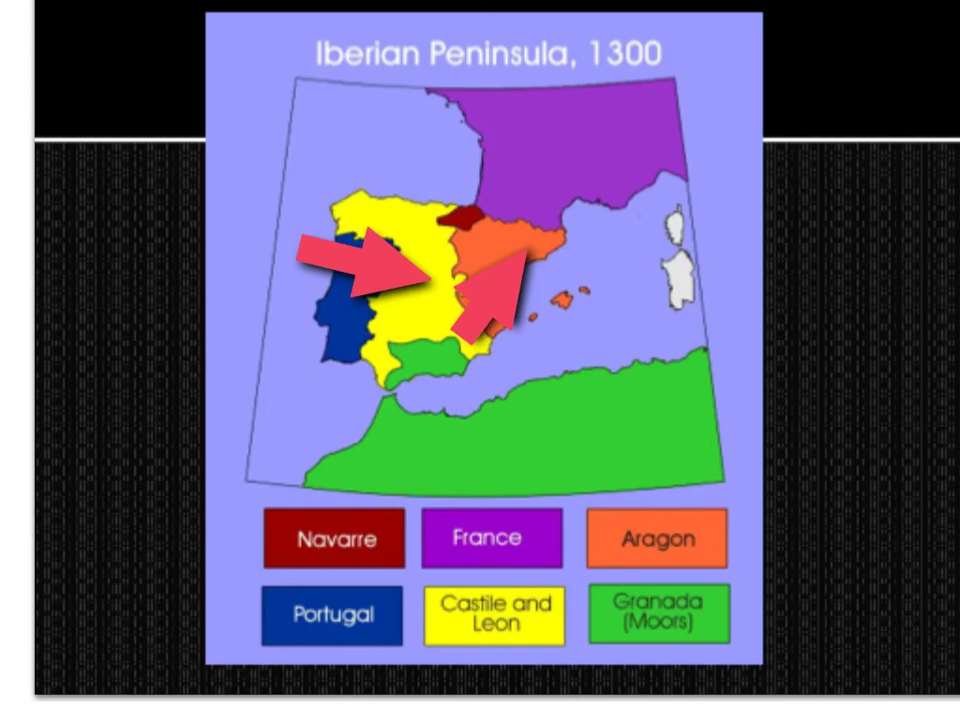 Iberian Peninsula, 1300
Navarre
France
Aragon
Portugal
Castile and
Leon
Granada
(Moors)